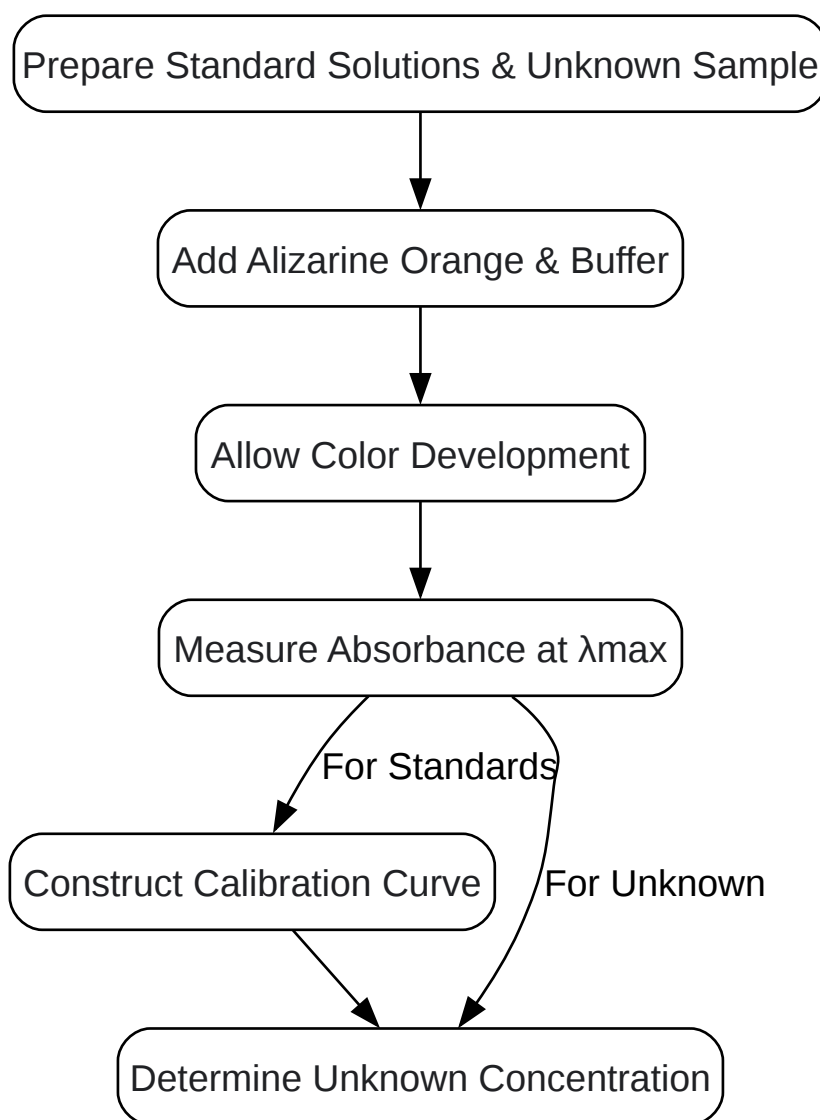 Prepare Standard Solutions & Unknown Sample
Add Alizarine Orange & Buffer
Allow Color Development
Measure Absorbance at λmax
For Standards
Construct Calibration Curve
For Unknown
Determine Unknown Concentration